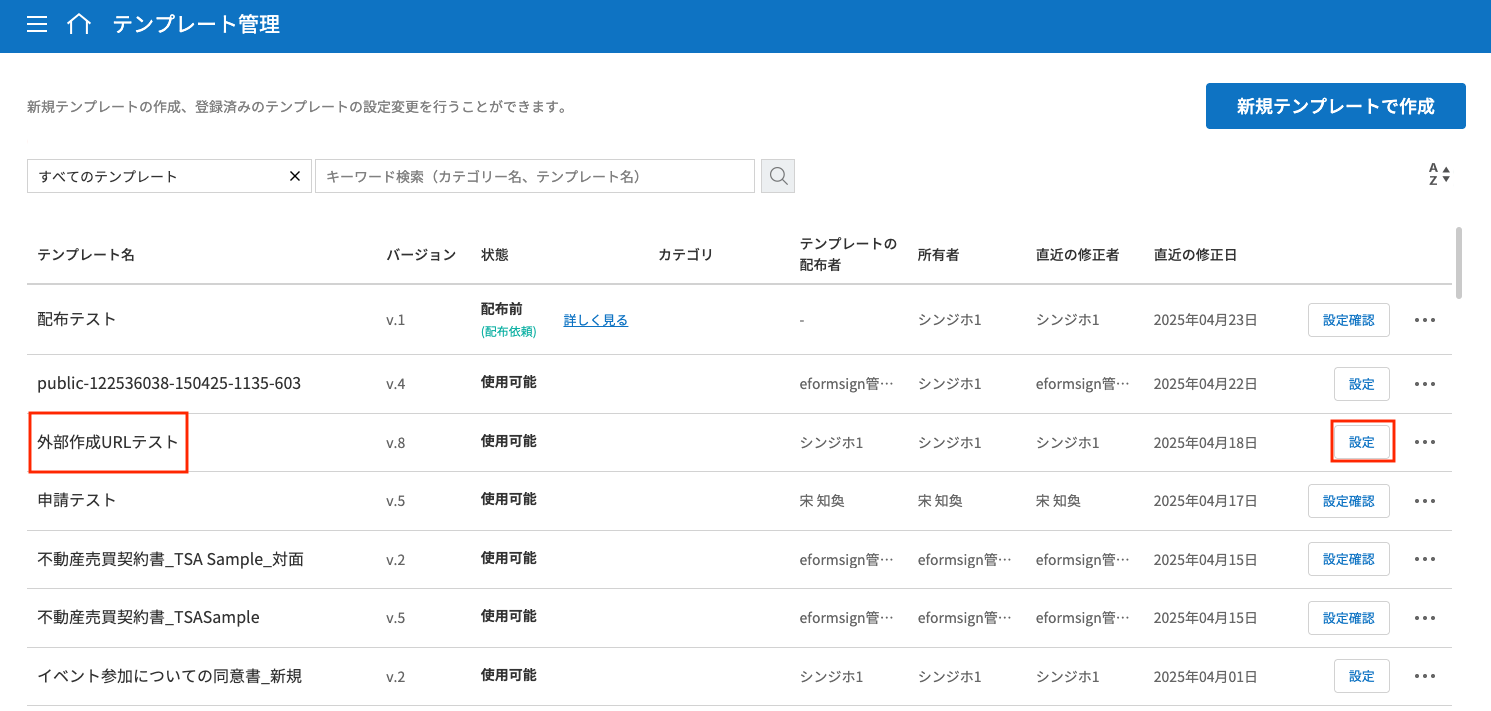 テンプレート管理
新規テンプレートの作成、登録済みのテンプレートの設定変更を行うことができます。
新規テンプレートで作成
すべてのテンプレート ×
キーワード検索（カテゴリー名、テンプレート名）
A
Z
テンプレート名 バージョン 状態 カテゴリ テンプレートの配布者 所有者 直近の修正者 直近の修正日
配布テスト v.1 配布前 (配布依頼) 詳しく見る - シンジホ1 シンジホ1 2025年04月23日 設定確認
public-122536038-150425-1135-603 v.4 使用可能 eformsign管… シンジホ1 eformsign管… 2025年04月22日 設定
外部作成URLテスト v.8 使用可能 シンジホ1 シンジホ1 シンジホ1 2025年04月18日 設定
申請テスト v.5 使用可能 宋 知奐 宋 知奐 宋 知奐 2025年04月17日 設定確認
不動産売買契約書_TSA Sample_対面 v.2 使用可能 eformsign管… eformsign管… eformsign管… 2025年04月15日 設定確認
不動産売買契約書_TSASample v.5 使用可能 eformsign管… eformsign管… eformsign管… 2025年04月15日 設定確認
イベント参加についての同意書_新規 v.2 使用可能 シンジホ1 シンジホ1 シンジホ1 2025年04月01日 設定